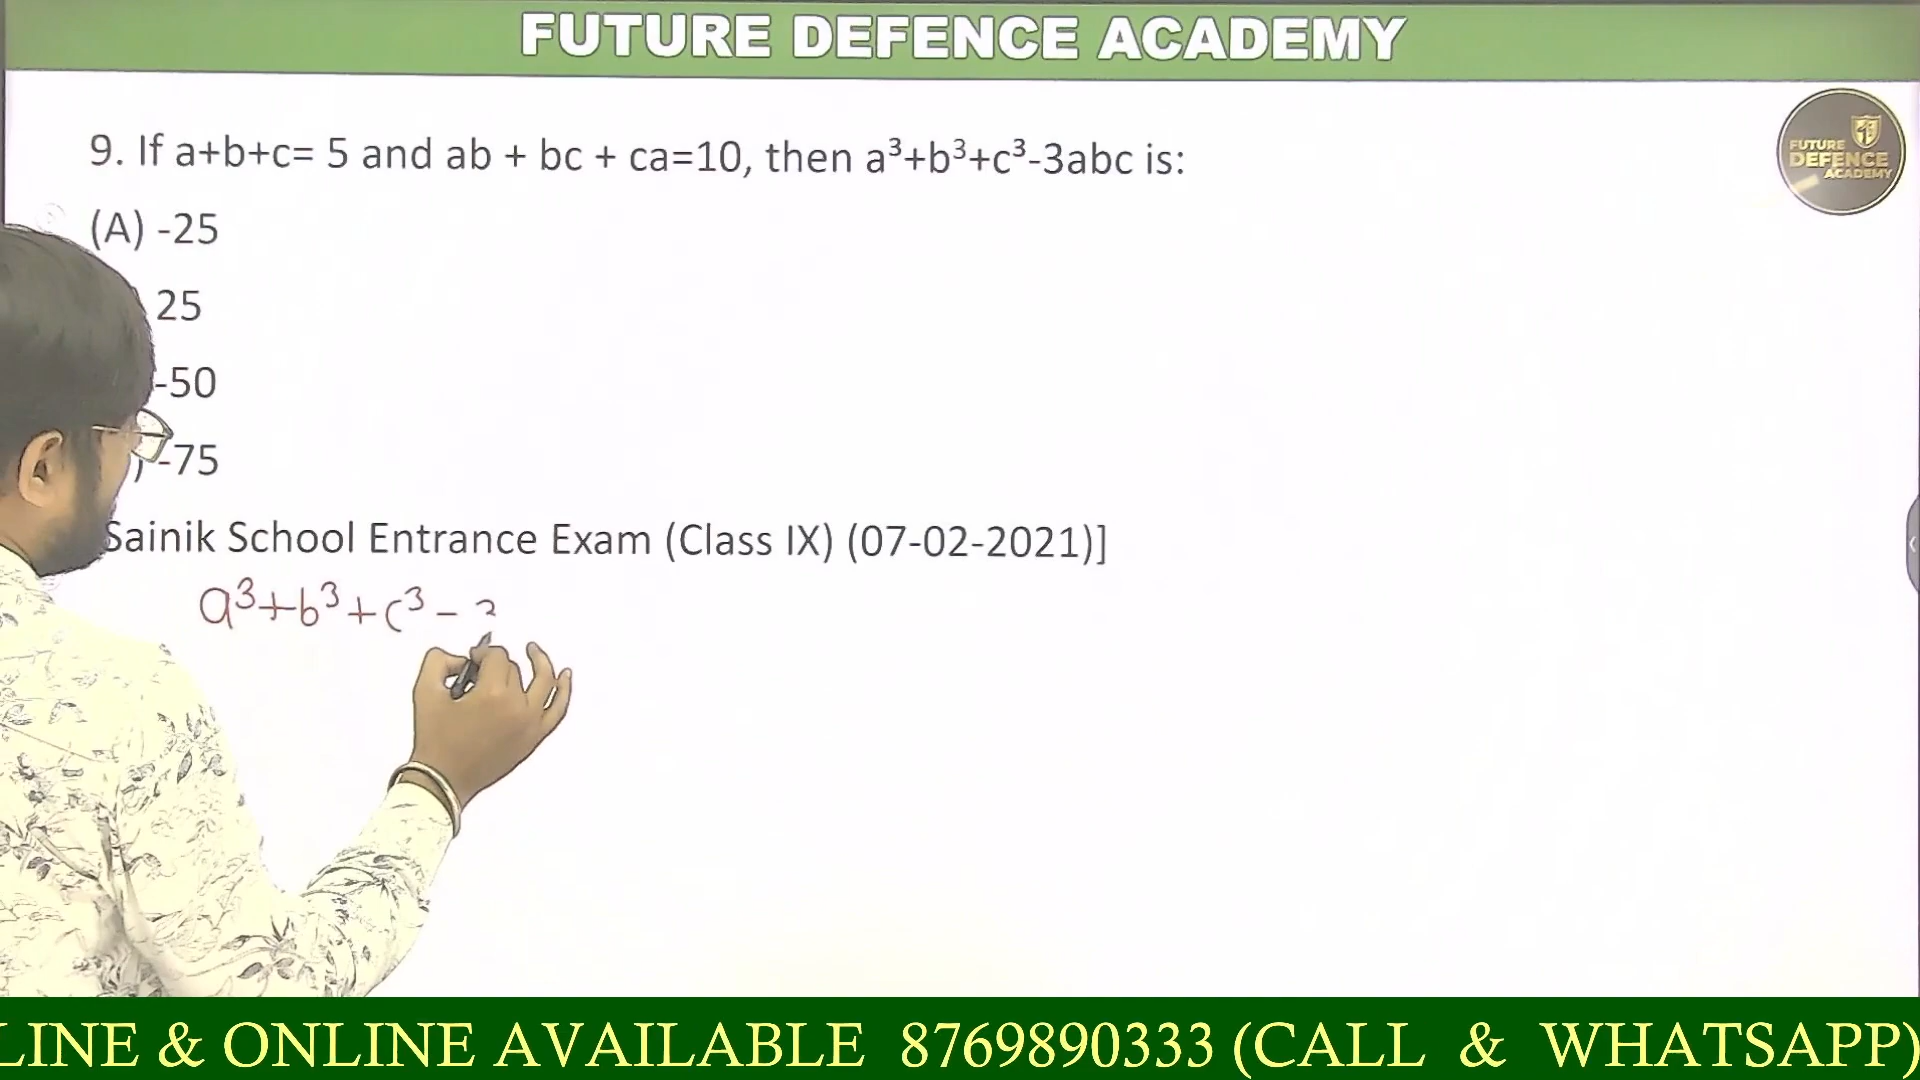 FUTURE DEFENCE ACADEMY
FUTURE
DEFENCE
ACADEMY
9. If a+b+c= 5 and ab + bc + ca=10, then a³+b³+c³-3abc is:
(A) -25
25
-50
) -75
Sainik School Entrance Exam (Class IX) (07-02-2021)]
a³+b³+c³-
LINE & ONLINE AVAILABLE 8769890333 (CALL & WHATSAPP)